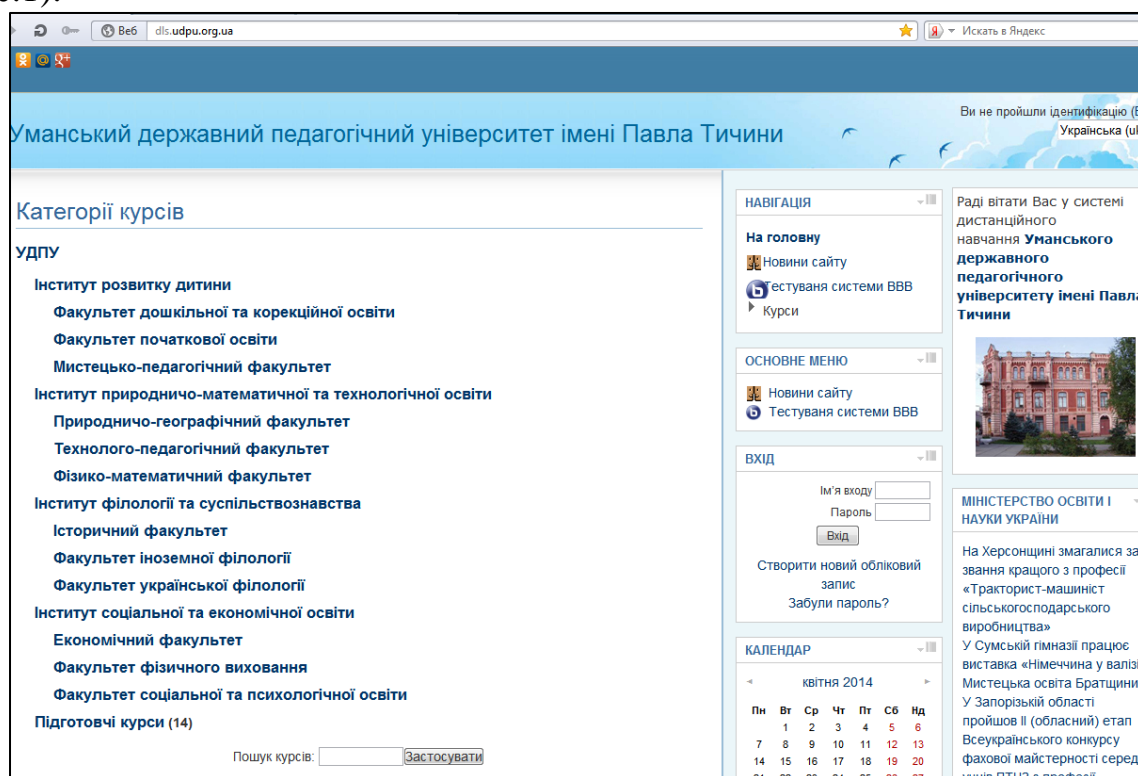 Веб dls.udpu.org.ua Искать в Яндекс
Ви не пройшли ідентифікацію
Українська
Уманський державний педагогічний університет імені Павла Тичини
Категорії курсів
УДПУ
Інститут розвитку дитини
Факультет дошкільної та корекційної освіти
Факультет початкової освіти
Мистецько-педагогічний факультет
Інститут природничо-математичної та технологічної освіти
Природничо-географічний факультет
Технолого-педагогічний факультет
Фізико-математичний факультет
Інститут філології та суспільствознавства
Історичний факультет
Факультет іноземної філології
Факультет української філології
Інститут соціальної та економічної освіти
Економічний факультет
Факультет фізичного виховання
Факультет соціальної та психологічної освіти
Підготовчі курси (14)
Пошук курсів: Застосувати
НАВІГАЦІЯ
На головну
Новини сайту
Тестуваня системи ВВВ
Курси
ОСНОВНЕ МЕНЮ
Новини сайту
Тестуваня системи ВВВ
ВХІД
Ім'я входу
Пароль
Вхід
Створити новий обліковий
запис
Забули пароль?
КАЛЕНДАР
квітня 2014
Пн Вт Ср Чт Пт Сб Нд
1 2 3 4 5 6
7 8 9 10 11 12 13
14 15 16 17 18 19 20
Раді вітати Вас у системі
дистанційного
навчання Уманського
державного
педагогічного
університету імені Павла
Тичини
МІНІСТЕРСТВО ОСВІТИ І
НАУКИ УКРАЇНИ
На Херсонщині змагалися за
звання кращого з професії
«Тракторист-машиніст
сільськогосподарського
виробництва»
У Сумській гімназії працює
виставка «Німеччина у валізі
Мистецька освіта Братщини
У Запорізькій області
пройшов ІІ (обласний) етап
Всеукраїнського конкурсу
фахової майстерності серед